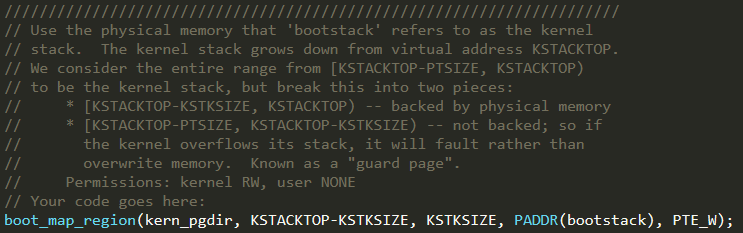 //////////////////////////////////////////////////////////////////////
// Use the physical memory that 'bootstack' refers to as the kernel
// stack.  The kernel stack grows down from virtual address KSTACKTOP.
// We consider the entire range from [KSTACKTOP-PTSIZE, KSTACKTOP)
// to be the kernel stack, but break this into two pieces:
//     * [KSTACKTOP-KSTKSIZE, KSTACKTOP) -- backed by physical memory
//     * [KSTACKTOP-PTSIZE, KSTACKTOP-KSTKSIZE) -- not backed; so if
//       the kernel overflows its stack, it will fault rather than
//       overwrite memory.  Known as a "guard page".
//     Permissions: kernel RW, user NONE
// Your code goes here:
boot_map_region(kern_pgdir, KSTACKTOP-KSTKSIZE, KSTKSIZE, PADDR(bootstack), PTE_W);